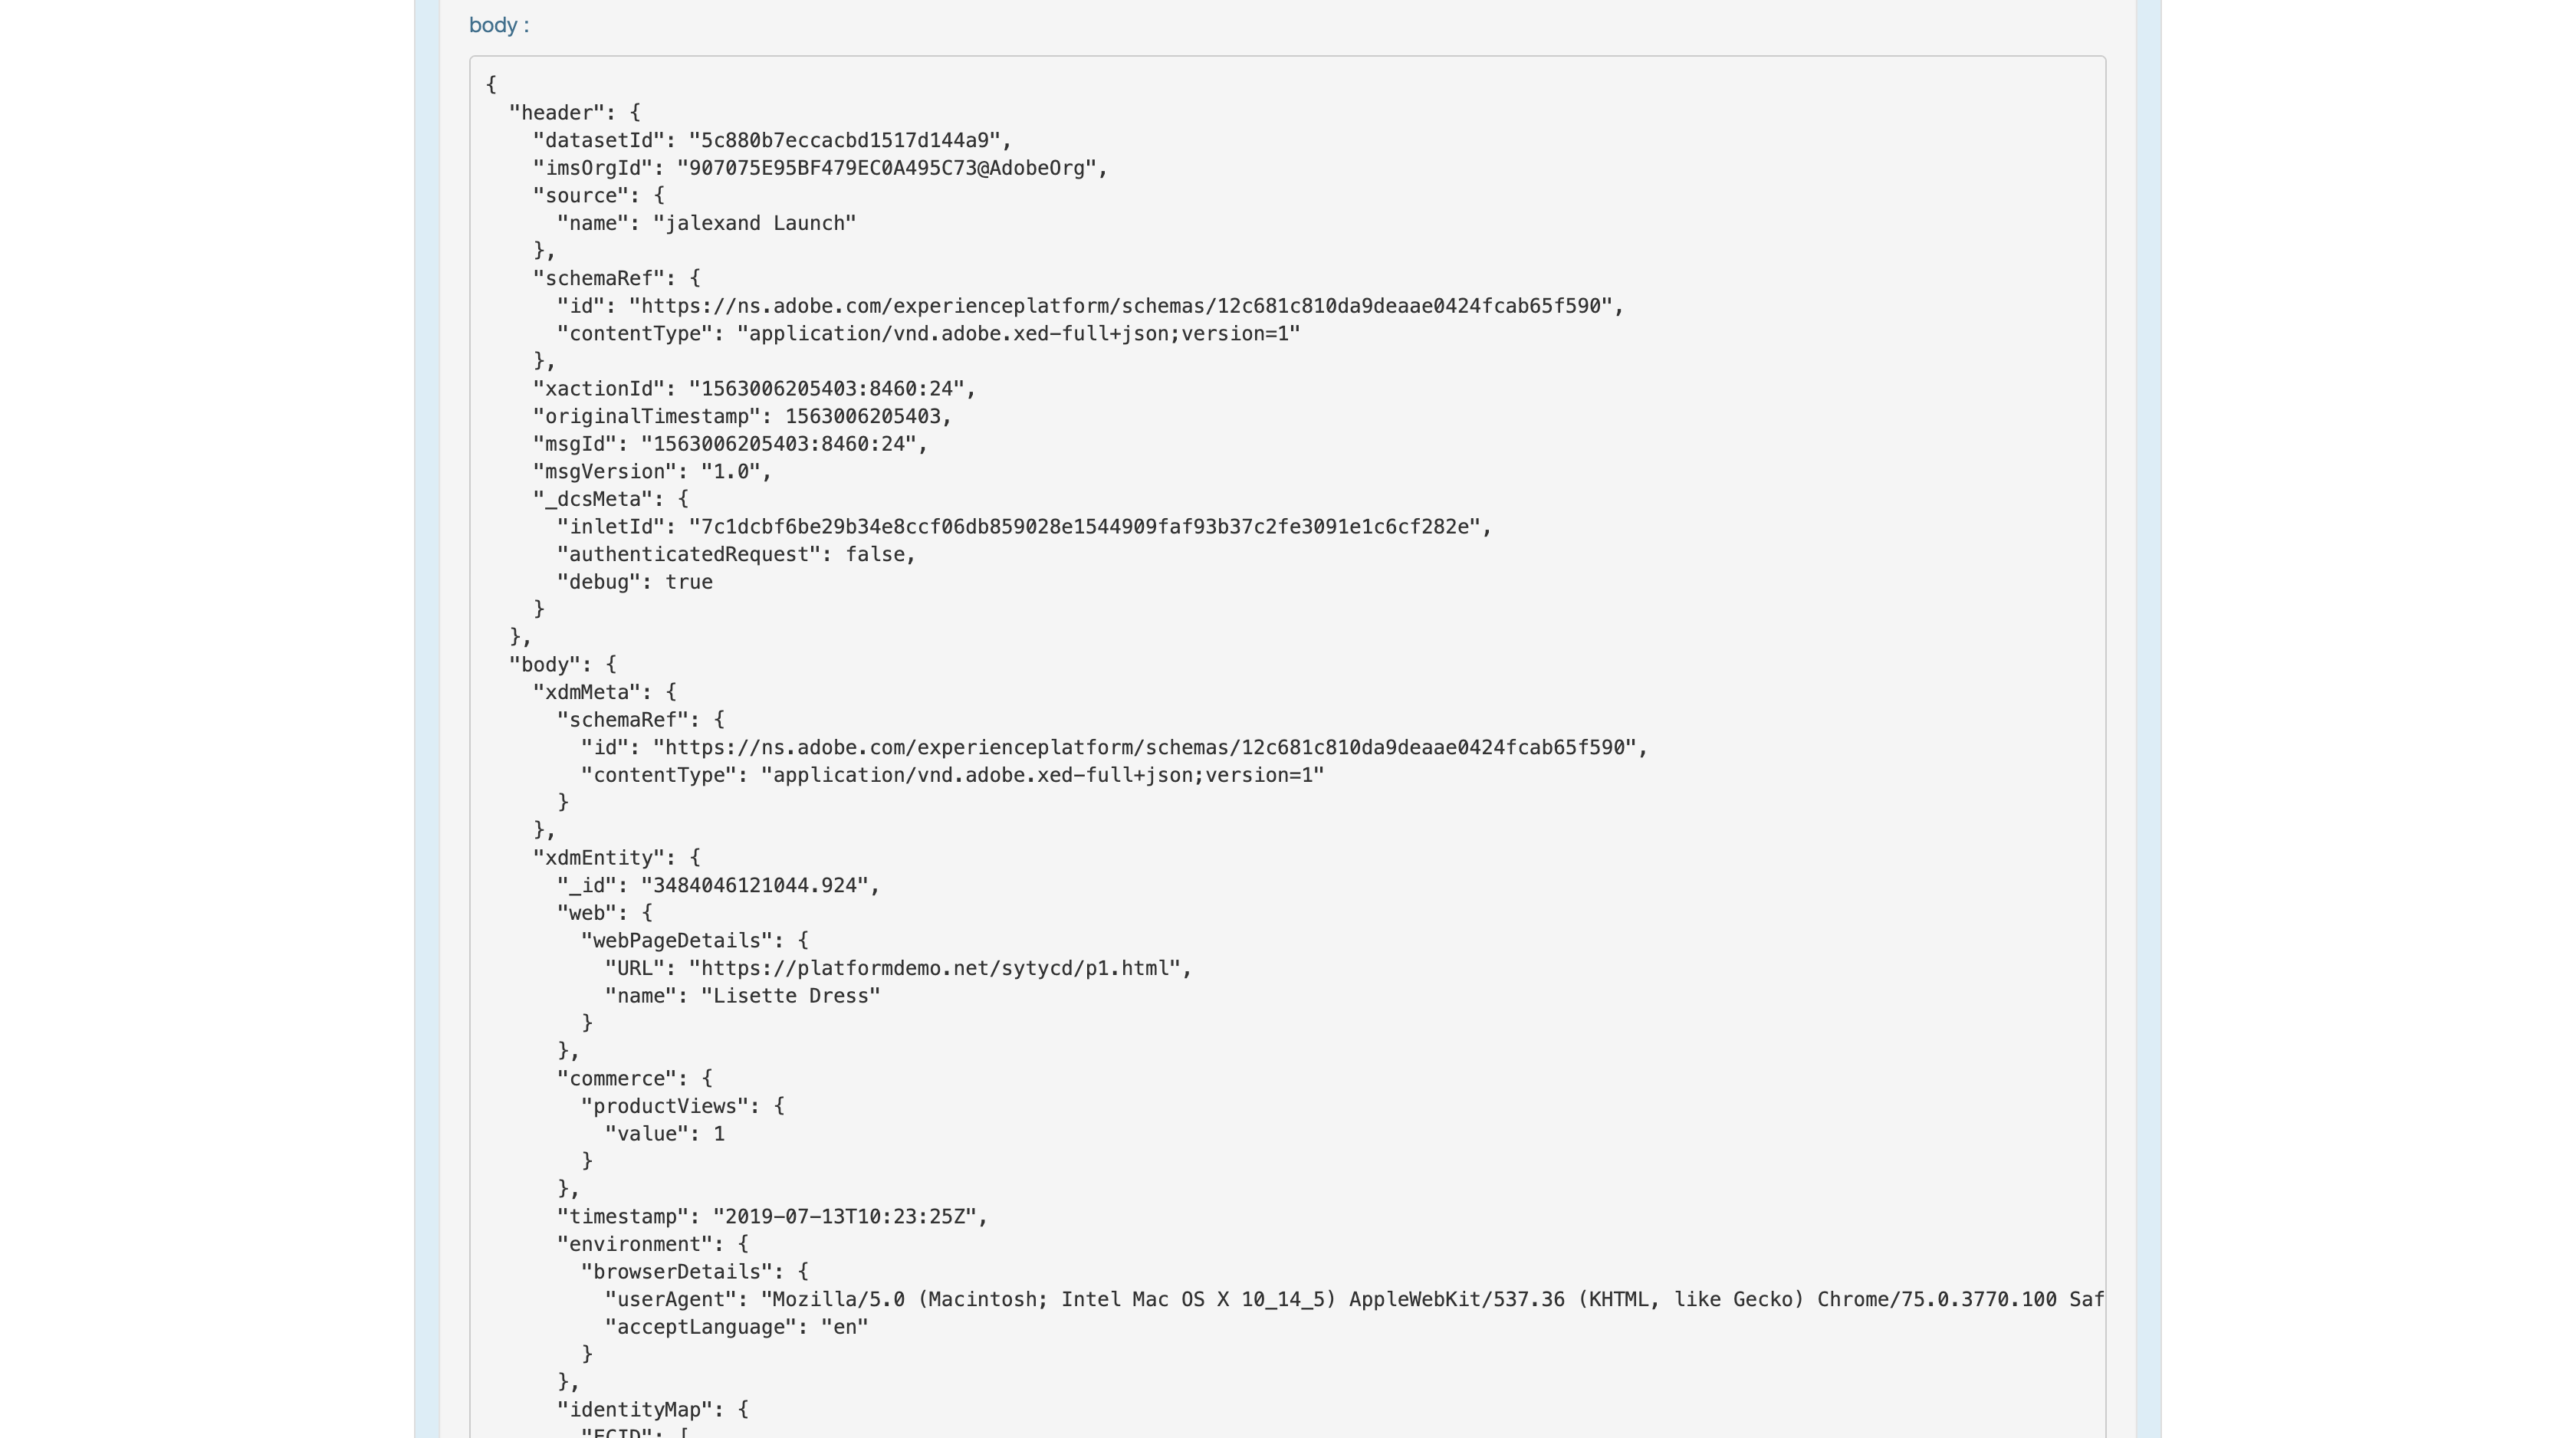 body :
{
  "header": {
    "datasetId": "5c880b7eccacbd1517d144a9",
    "imsOrgId": "907075E95BF479EC0A495C73@AdobeOrg",
    "source": {
      "name": "jalexand Launch"
    },
    "schemaRef": {
      "id": "https://ns.adobe.com/experienceplatform/schemas/12c681c810da9deaae0424fcab65f590",
      "contentType": "application/vnd.adobe.xed-full+json;version=1"
    },
    "xactionId": "1563006205403:8460:24",
    "originalTimestamp": 1563006205403,
    "msgId": "1563006205403:8460:24",
    "msgVersion": "1.0",
    "_dcsMeta": {
      "inletId": "7c1dcbf6be29b34e8ccf06db859028e1544909faf93b37c2fe3091e1c6cf282e",
      "authenticatedRequest": false,
      "debug": true
    }
  },
  "body": {
    "xdmMeta": {
      "schemaRef": {
        "id": "https://ns.adobe.com/experienceplatform/schemas/12c681c810da9deaae0424fcab65f590",
        "contentType": "application/vnd.adobe.xed-full+json;version=1"
      }
    },
    "xdmEntity": {
      "_id": "3484046121044.924",
      "web": {
        "webPageDetails": {
          "URL": "https://platformdemo.net/sytycd/p1.html",
          "name": "Lisette Dress"
        }
      },
      "commerce": {
        "productViews": {
          "value": 1
        }
      },
      "timestamp": "2019-07-13T10:23:25Z",
      "environment": {
        "browserDetails": {
          "userAgent": "Mozilla/5.0 (Macintosh; Intel Mac OS X 10_14_5) AppleWebKit/537.36 (KHTML, like Gecko) Chrome/75.0.3770.100 Saf
          "acceptLanguage": "en"
        }
      },
      "identityMap": {
        "ECID": [